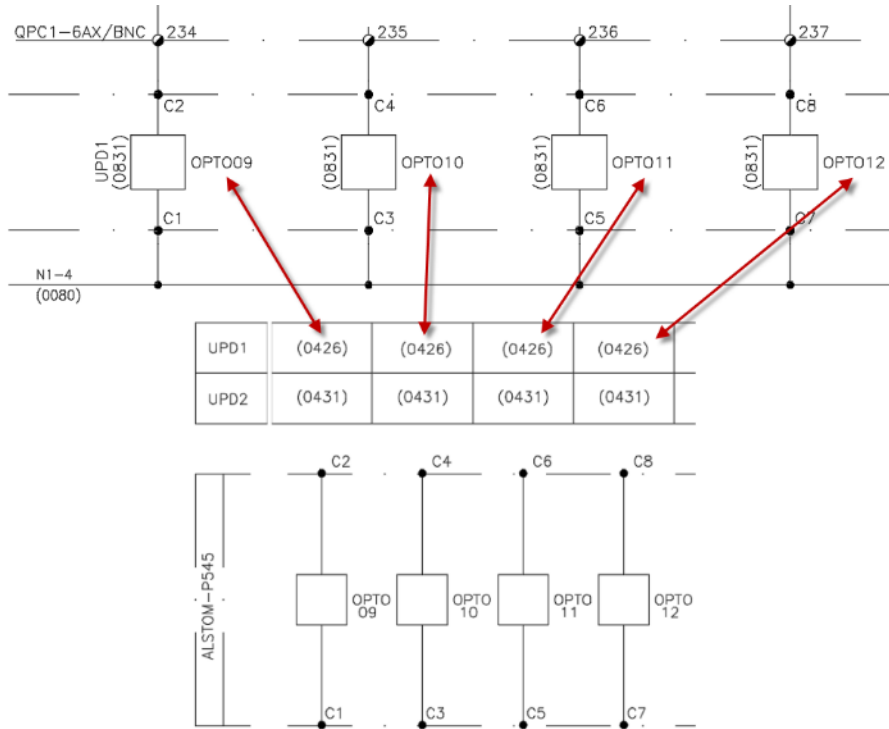 QPC1-6AX/BNC 234 235 236 237
C2 C4 C6 C8
UPD1 (0831) OPTO09 (0831) OPTO10 (0831) OPTO11 (0831) OPTO12
C1 C3 C5 C7
N1-4
(0080)
UPD1 (0426) (0426) (0426) (0426)
UPD2 (0431) (0431) (0431) (0431)
C2 C4 C6 C8
ALSTOM-P545
OPTO OPTO OPTO OPTO
09 10 11 12
C1 C3 C5 C7